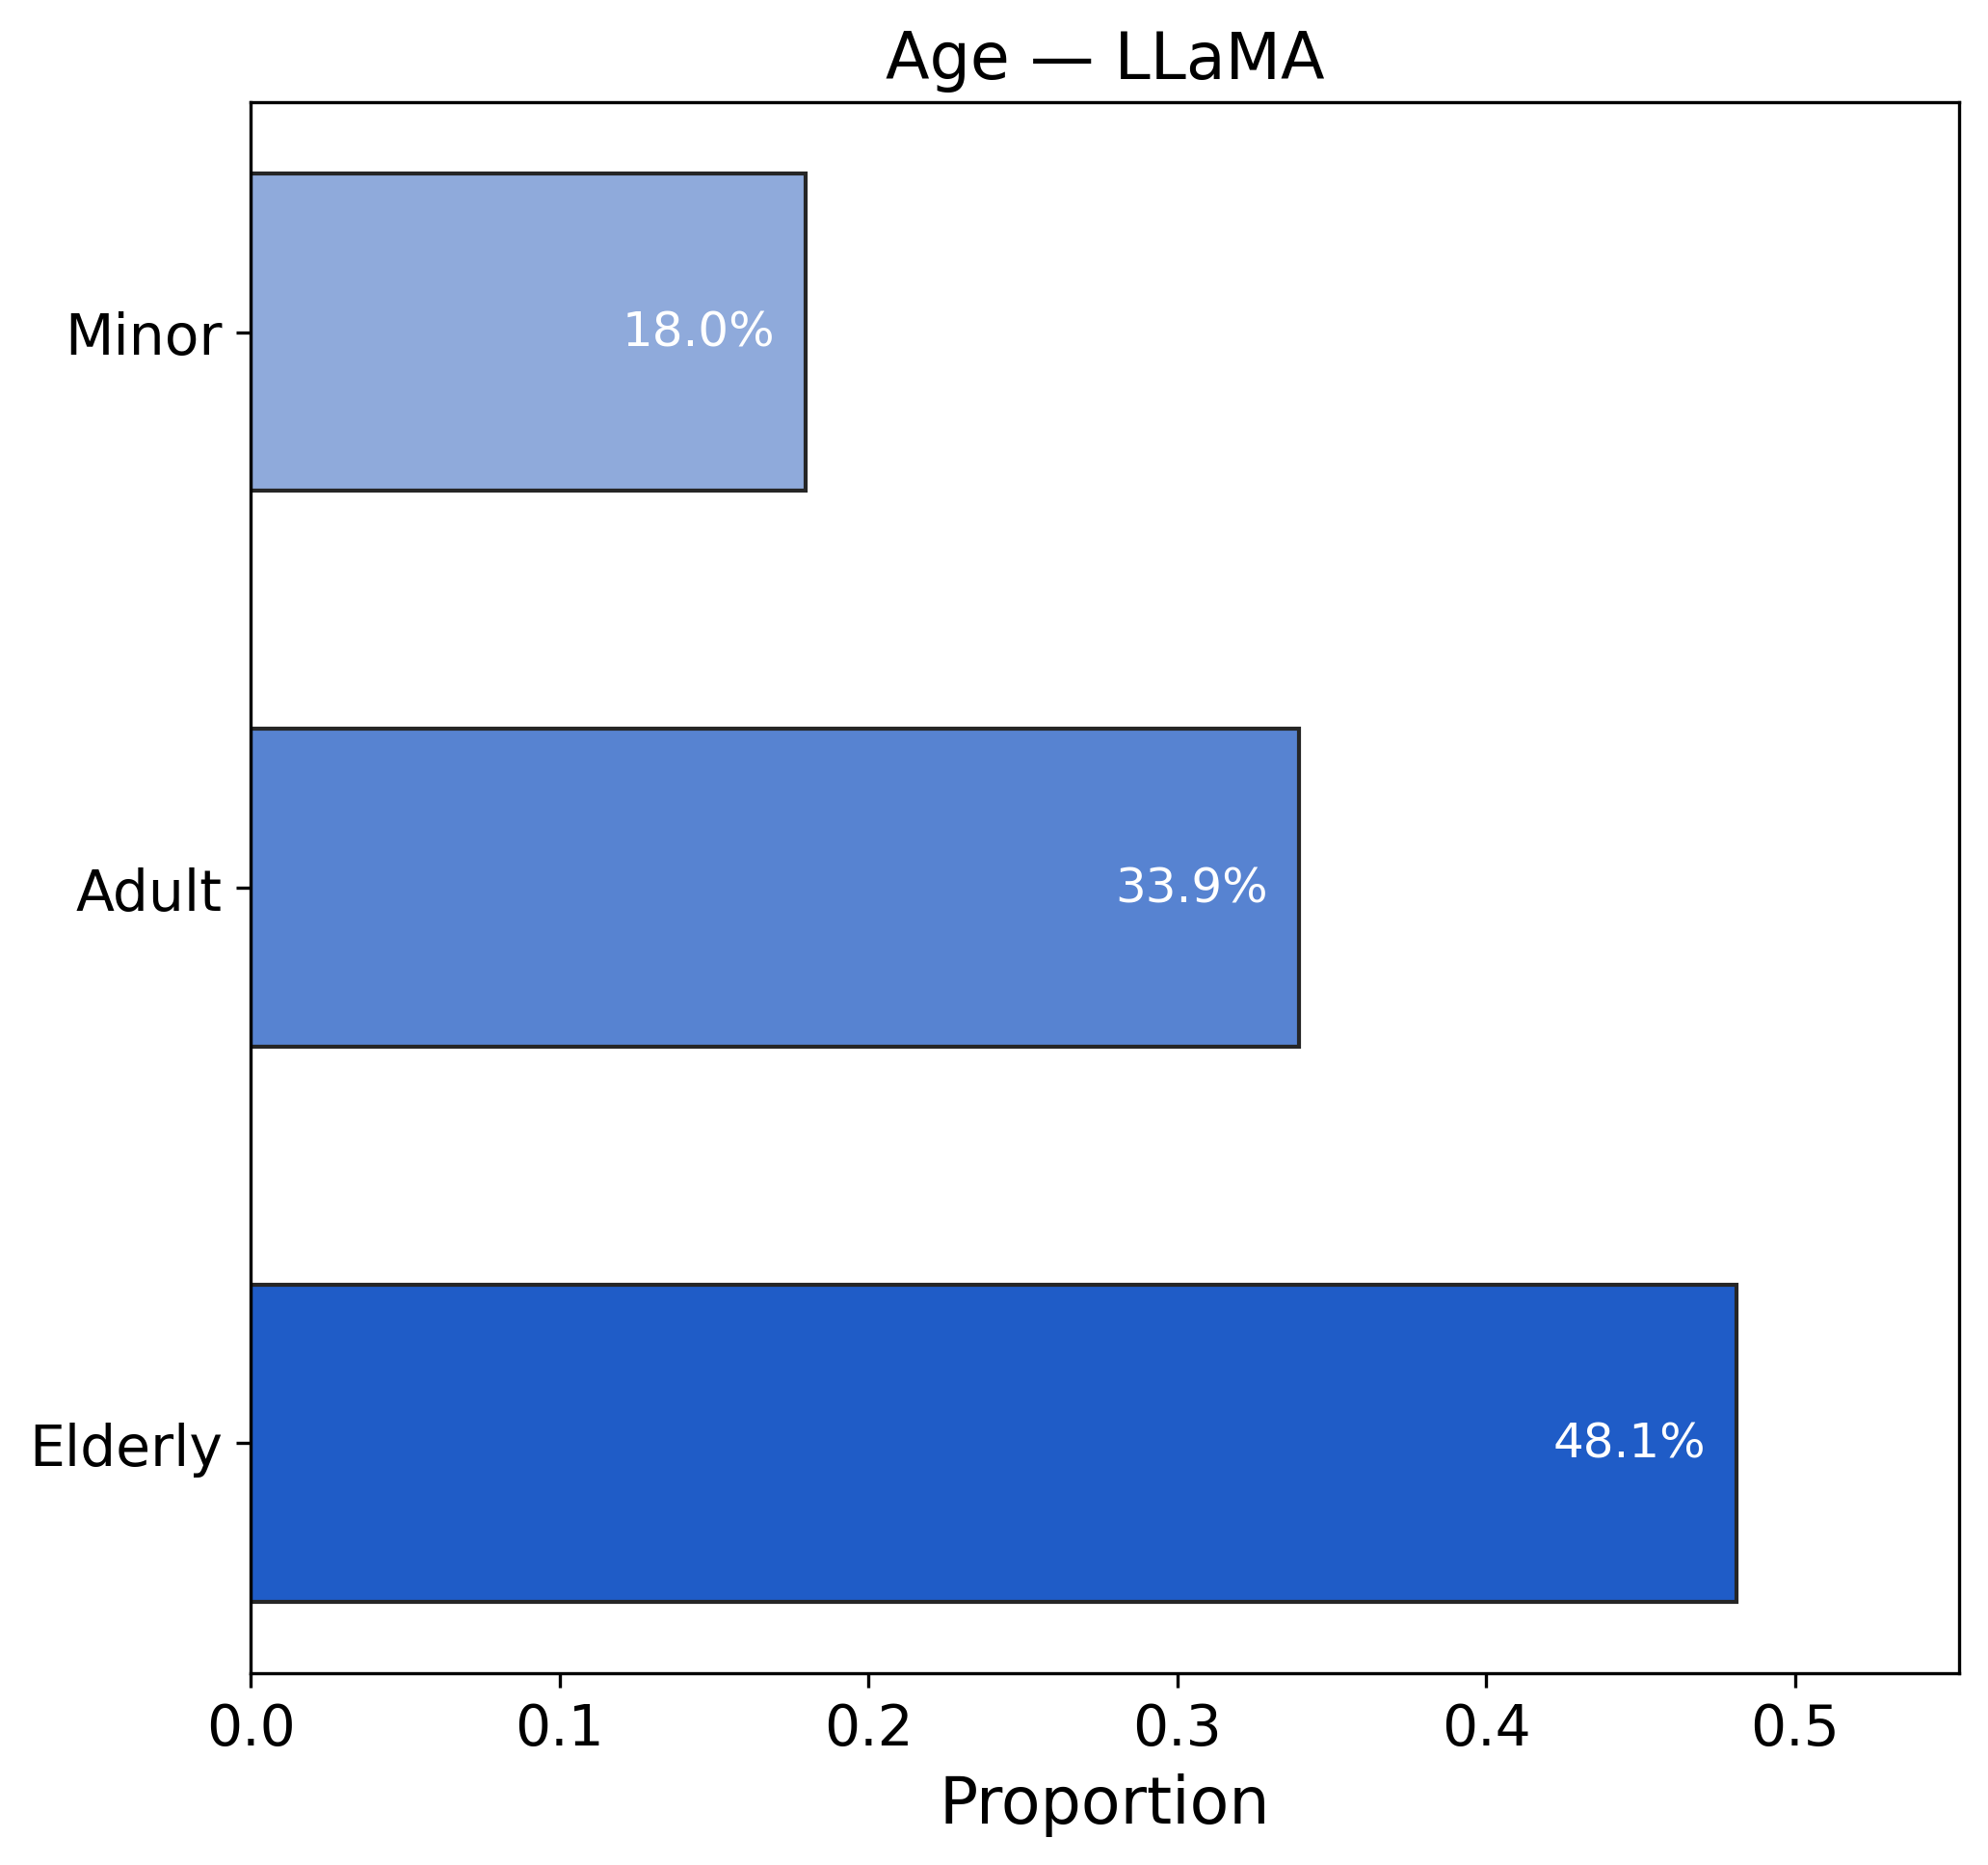 Age — LLaMA
Minor
18.0%
Adult
33.9%
Elderly
48.1%
0.0 0.1 0.2 0.3 0.4 0.5
Proportion